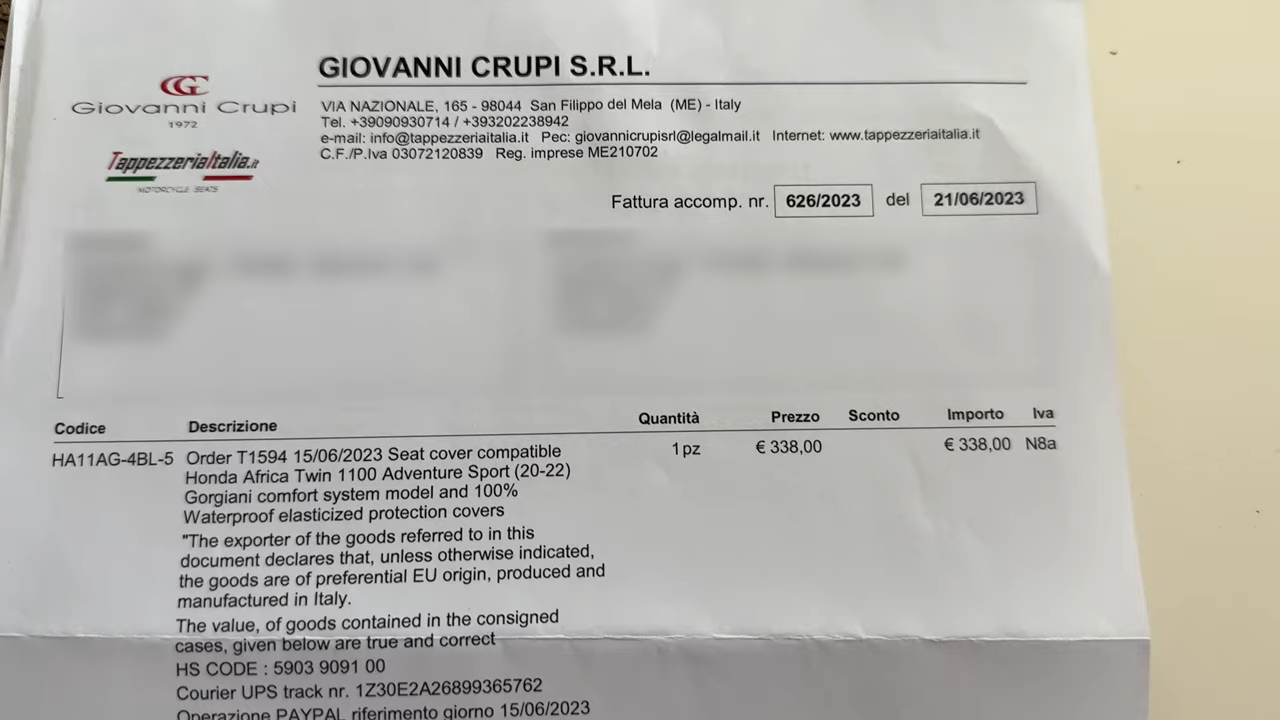 GC
Giovanni Crupi
1972
TappezzeriaItalia.it
MOTORCYCLE SEATS
GIOVANNI CRUPI S.R.L.
VIA NAZIONALE, 165 - 98044 San Filippo del Mela (ME) - Italy
Tel. +39090930714 / +393202238942
e-mail: info@tappezzeriaitalia.it Pec: giovannicrupisrl@legalmail.it Internet: www.tappezzeriaitalia.it
C.F./P.Iva 03072120839 Reg. imprese ME210702
Fattura accomp. nr. 626/2023 del 21/06/2023
Codice Descrizione Quantità Prezzo Sconto Importo Iva
HA11AG-4BL-5 Order T1594 15/06/2023 Seat cover compatible 1 pz € 338,00 € 338,00 N8a
Honda Africa Twin 1100 Adventure Sport (20-22)
Gorgiani comfort system model and 100%
Waterproof elasticized protection covers
"The exporter of the goods referred to in this
document declares that, unless otherwise indicated,
the goods are of preferential EU origin, produced and
manufactured in Italy.
The value, of goods contained in the consigned
cases, given below are true and correct
HS CODE : 5903 9091 00
Courier UPS track nr. 1Z30E2A26899365762
Operazione PAYPAL riferimento giorno 15/06/2023